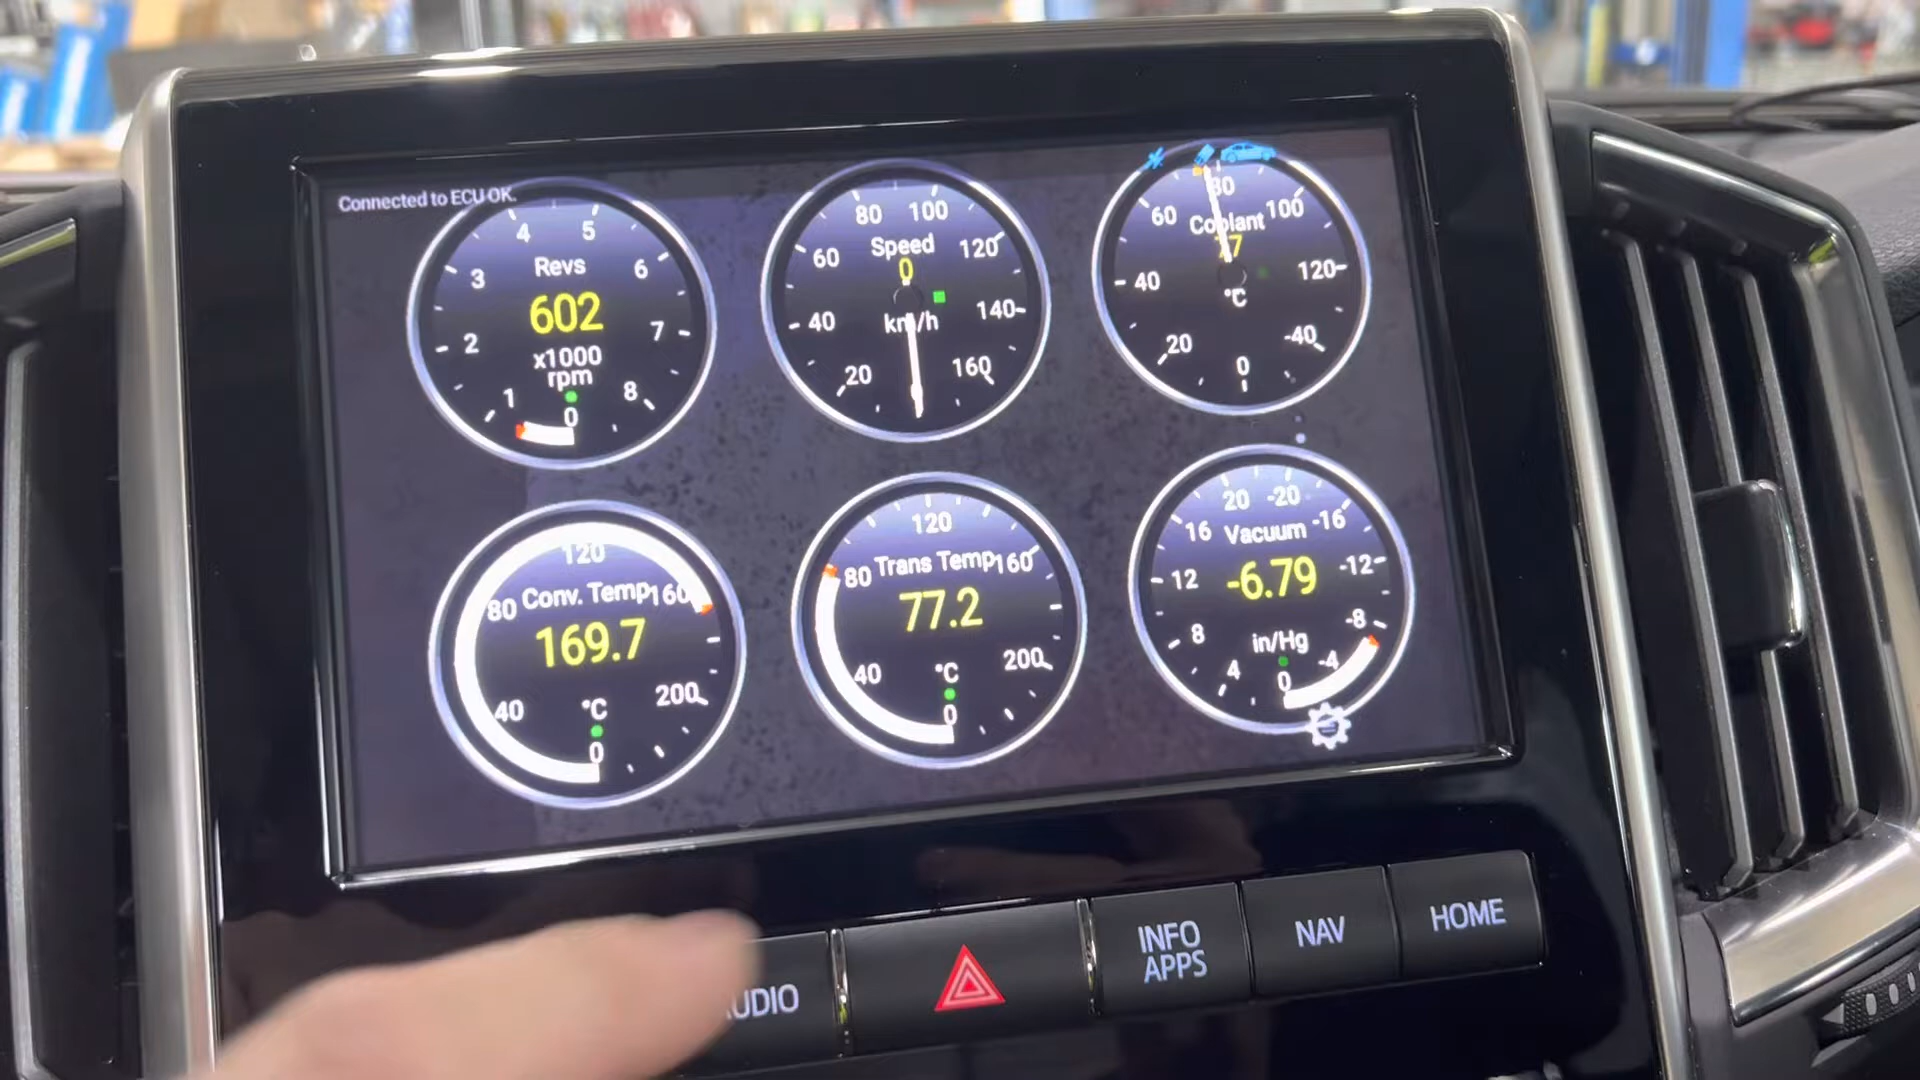 Connected to ECU OK.
4 5
3 Revs 6
602
2 x1000 7
rpm
1 8
0
80 100
60 Speed 120
0
40 km/h 140
20 160
80
60 Coolant 100
77
40 120
°C
20 -40
0
120
80 Conv. Temp 160
169.7
40 °C 200
0
120
80 Trans Temp 160
77.2
40 °C 200
0
20 -20
16 Vacuum -16
12 -6.79 -12
8 in/Hg -8
4 0 -4
UDIO
INFO
APPS
NAV
HOME